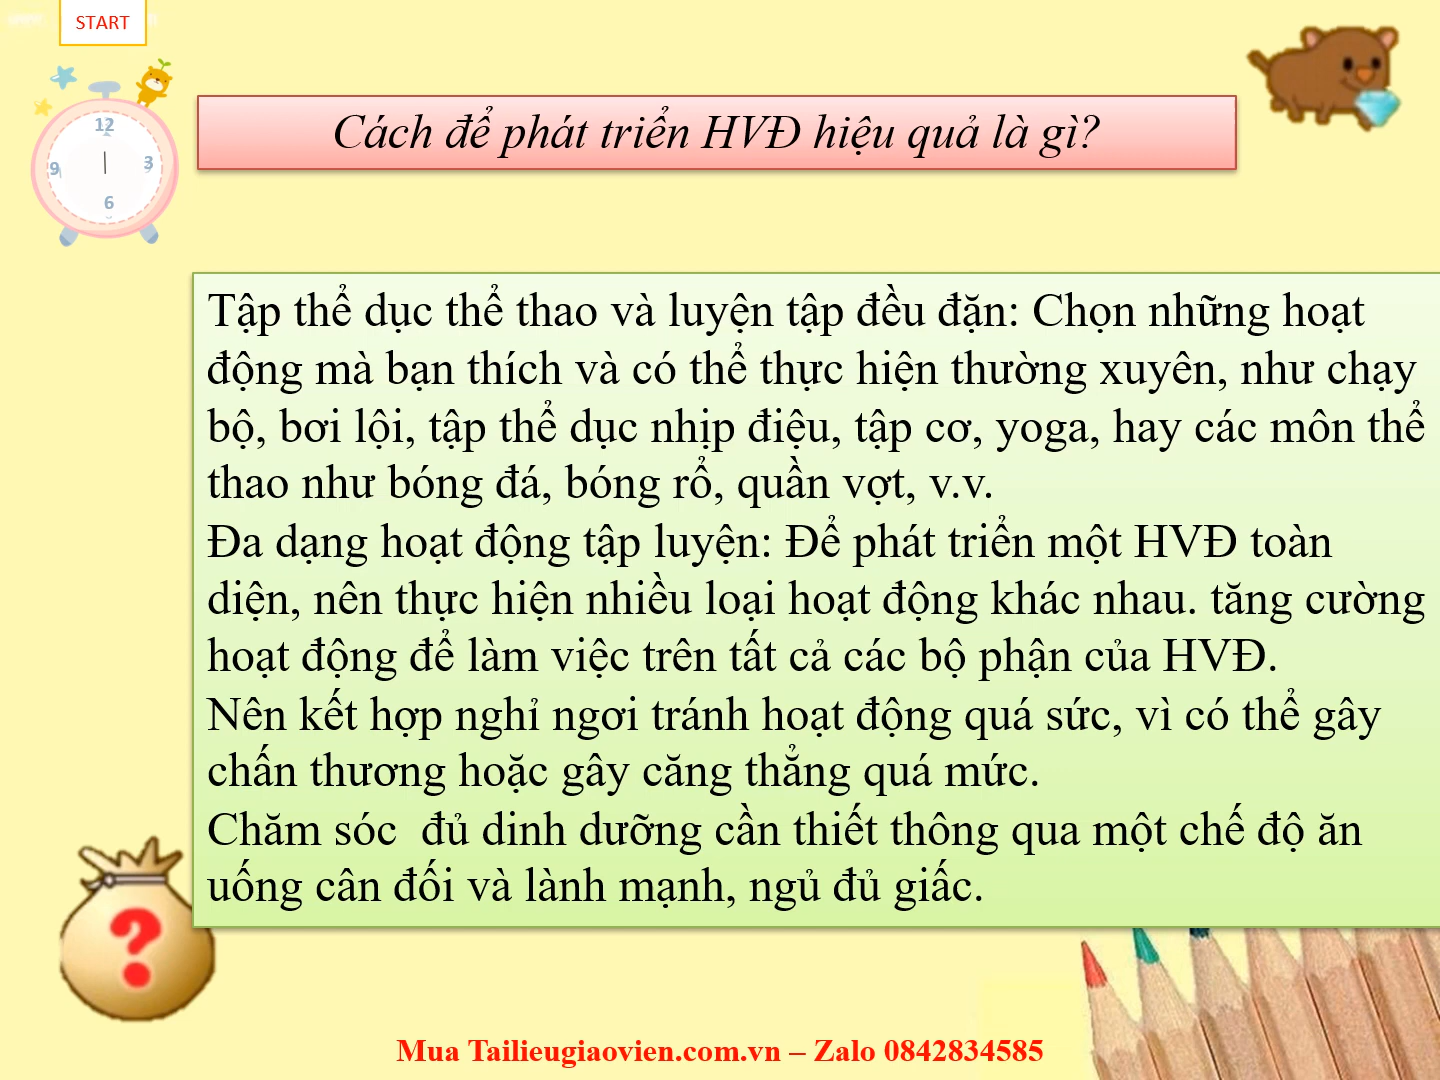 START
12
9
3
6
Cách để phát triển HVĐ hiệu quả là gì?
Tập thể dục thể thao và luyện tập đều đặn: Chọn những hoạt
động mà bạn thích và có thể thực hiện thường xuyên, như chạy
bộ, bơi lội, tập thể dục nhịp điệu, tập cơ, yoga, hay các môn thể
thao như bóng đá, bóng rổ, quần vợt, v.v.
Đa dạng hoạt động tập luyện: Để phát triển một HVĐ toàn
diện, nên thực hiện nhiều loại hoạt động khác nhau. tăng cường
hoạt động để làm việc trên tất cả các bộ phận của HVĐ.
Nên kết hợp nghỉ ngơi tránh hoạt động quá sức, vì có thể gây
chấn thương hoặc gây căng thẳng quá mức.
Chăm sóc  đủ dinh dưỡng cần thiết thông qua một chế độ ăn
uống cân đối và lành mạnh, ngủ đủ giấc.
?
Mua Tailieugiaovien.com.vn – Zalo 0842834585